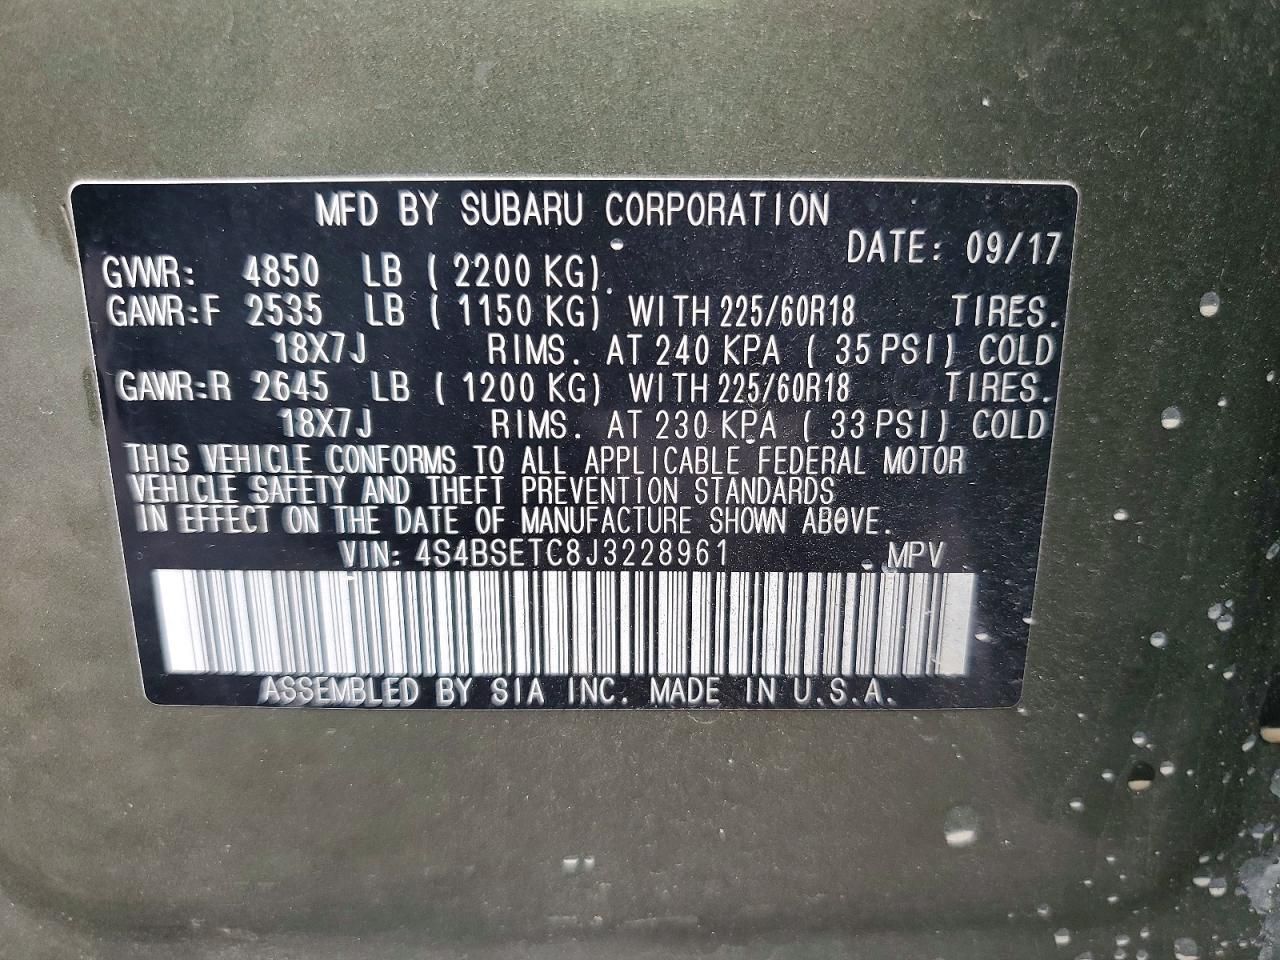 MFD BY SUBARU CORPORATION
DATE: 09/17
GVWR: 4850 LB ( 2200 KG)
GAWR:F 2535 LB ( 1150 KG) WITH 225/60R18 TIRES.
18X7J RIMS. AT 240 KPA ( 35 PSI) COLD
GAWR:R 2645 LB ( 1200 KG) WITH 225/60R18 TIRES.
18X7J RIMS. AT 230 KPA ( 33 PSI) COLD
THIS VEHICLE CONFORMS TO ALL APPLICABLE FEDERAL MOTOR
VEHICLE SAFETY AND THEFT PREVENTION STANDARDS
IN EFFECT ON THE DATE OF MANUFACTURE SHOWN ABOVE.
VIN: 4S4BSETC8J3228961 MPV
ASSEMBLED BY SIA INC. MADE IN U.S.A.